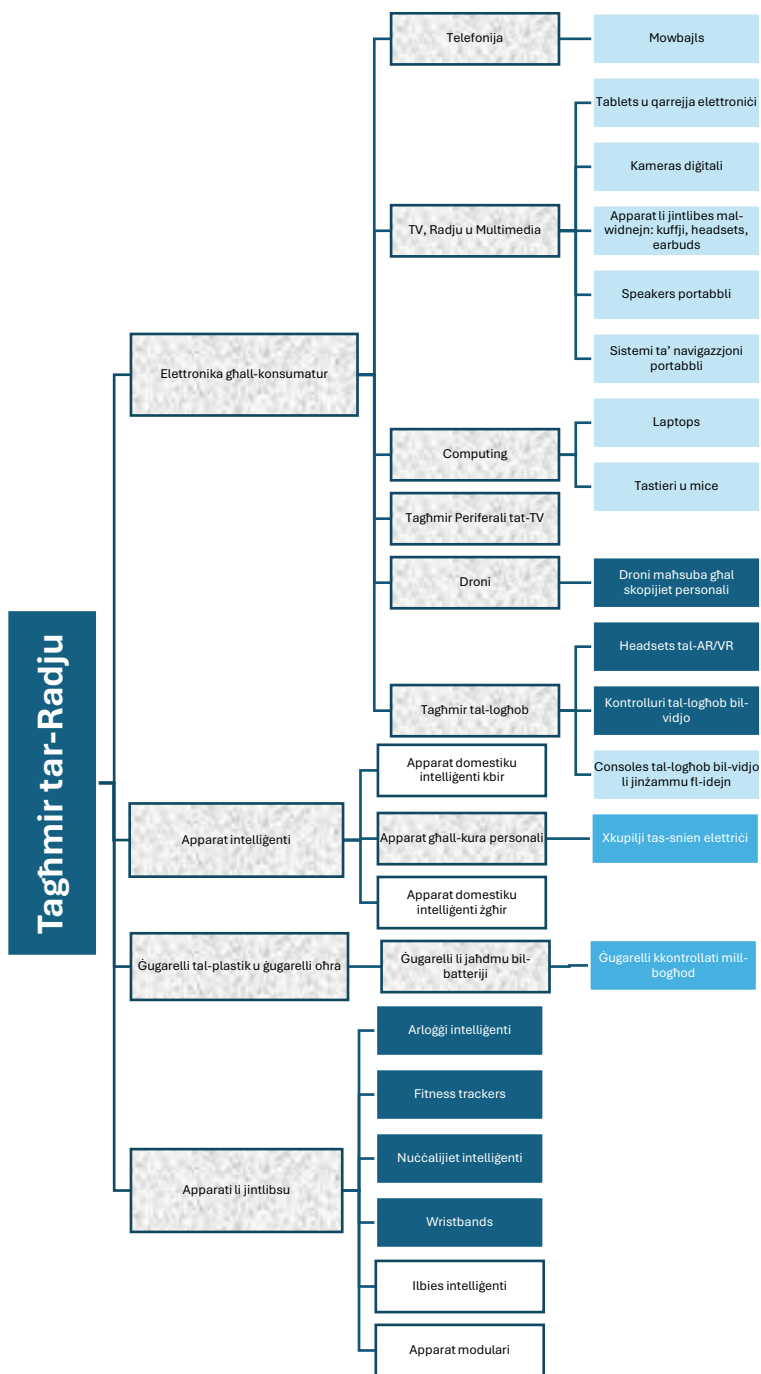 Tagħmir tar-Radju
Elettronika għall-konsumatur
Telefonija
Mowbajls
TV, Radju u Multimedia
Tablets u qarrejja elettroniċi
Kameras diġitali
Apparat li jintlibes mal-
widnejn: kuffji, headsets,
earbuds
Speakers portabbli
Sistemi ta’ navigazzjoni
portabbli
Computing
Laptops
Tastieri u mice
Tagħmir Periferali tat-TV
Droni
Droni maħsuba għal
skopijiet personali
Tagħmir tal-logħob
Headsets tal-AR/VR
Kontrolluri tal-logħob bil-
vidjo
Consoles tal-logħob bil-vidjo
li jinżammu fl-idejn
Apparat intelliġenti
Apparat domestiku
intelliġenti kbir
Apparat għall-kura personali
Xkupilji tas-snien elettriċi
Apparat domestiku
intelliġenti żgħir
Ġugarelli tal-plastik u ġugarelli oħra
Ġugarelli li jaħdmu bil-
batteriji
Ġugarelli kkontrollati mill-
bogħod
Apparati li jintlibsu
Arloġġi intelliġenti
Fitness trackers
Nuċċalijiet intelliġenti
Wristbands
Ilbies intelliġenti
Apparat modulari